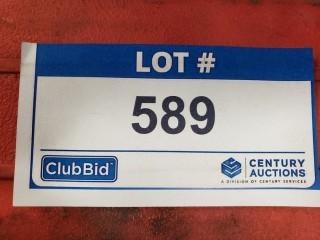 LOT #
589
ClubBid
CENTURY
AUCTIONS
A DIVISION OF CENTURY SERVICES